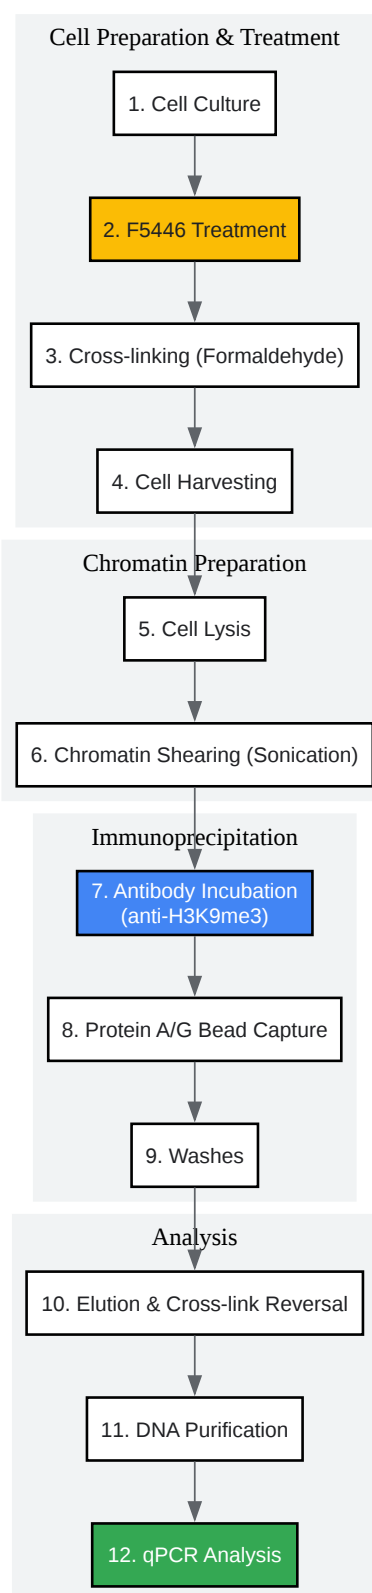 Cell Preparation & Treatment
1. Cell Culture
2. F5446 Treatment
3. Cross-linking (Formaldehyde)
4. Cell Harvesting
Chromatin Preparation
5. Cell Lysis
6. Chromatin Shearing (Sonication)
Immunoprecipitation
7. Antibody Incubation
(anti-H3K9me3)
8. Protein A/G Bead Capture
9. Washes
Analysis
10. Elution & Cross-link Reversal
11. DNA Purification
12. qPCR Analysis